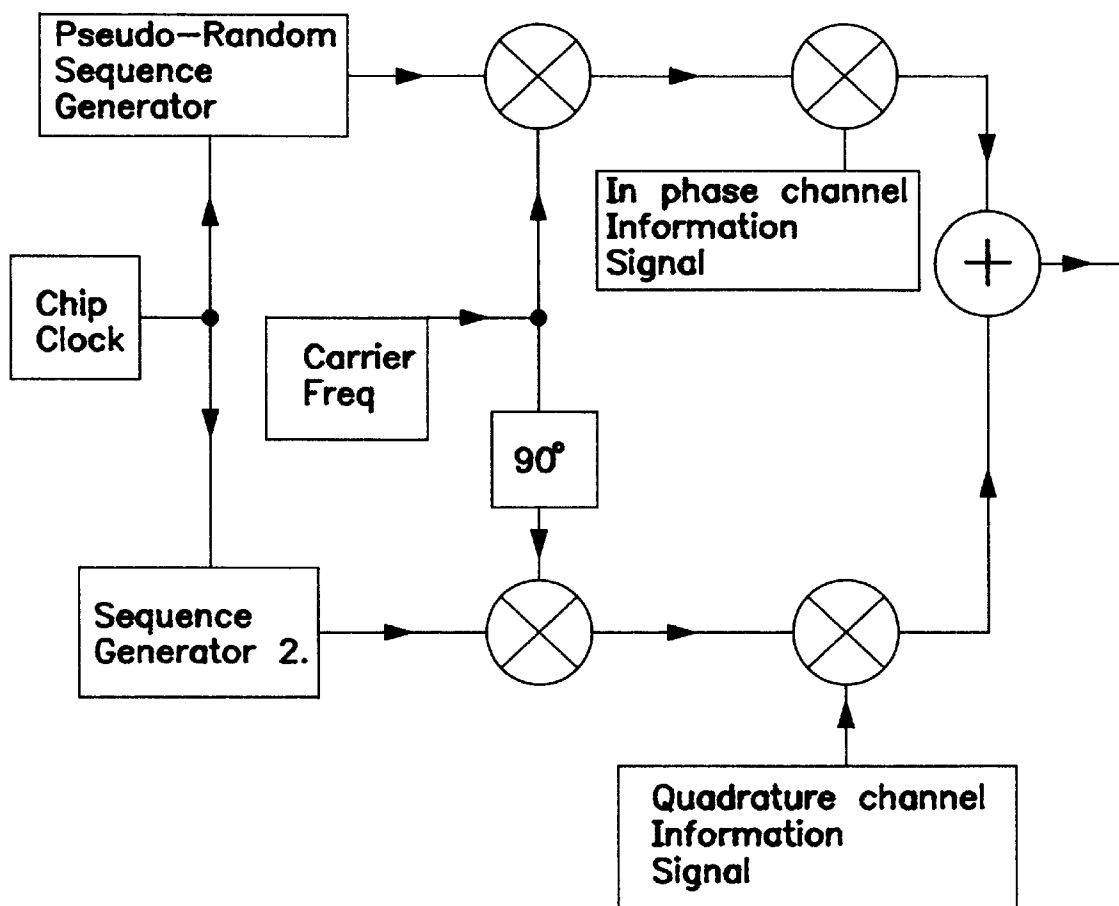 Pseudo-Random
Sequence
Generator
In phase channel
Information
Signal
+
Chip
Clock
Carrier
Freq
90°
Sequence
Generator 2.
Quadrature channel
Information
Signal